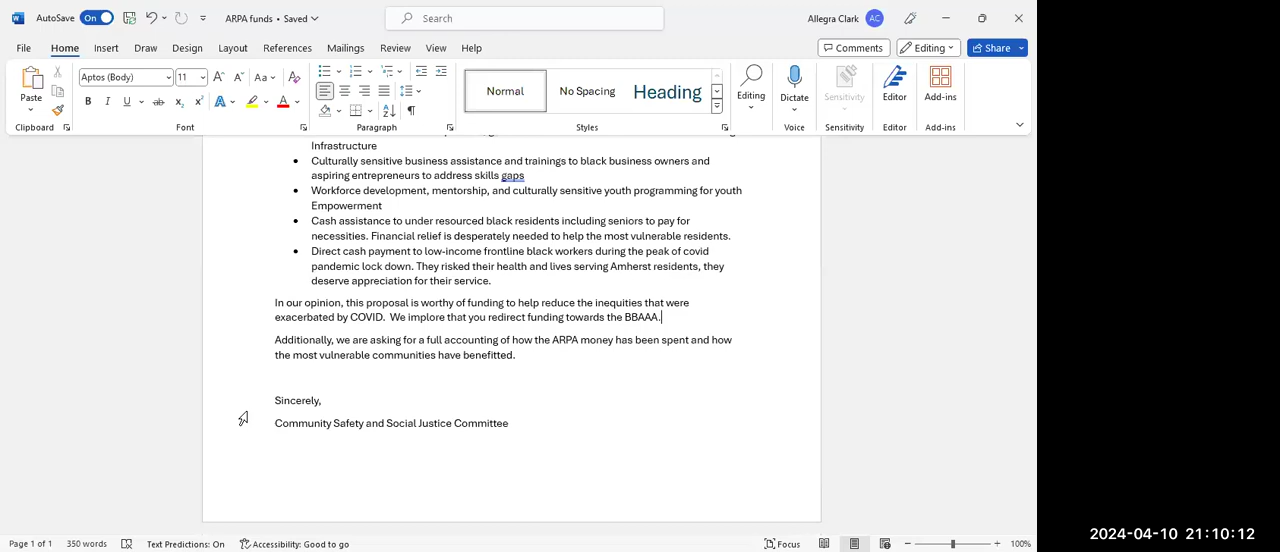 AutoSave On ARPA funds • Saved Search Allegra Clark AC
File Home Insert Draw Design Layout References Mailings Review View Help Comments Editing Share
Aptos (Body) 11 Aa
Normal No Spacing Heading
Paste B I U ab x₂ x² A A Editing Dictate Sensitivity Editor Add-ins
Clipboard Font Paragraph Styles Voice Sensitivity Editor Add-ins
Infrastructure
• Culturally sensitive business assistance and trainings to black business owners and
aspiring entrepreneurs to address skills gaps
• Workforce development, mentorship, and culturally sensitive youth programming for youth
Empowerment
• Cash assistance to under resourced black residents including seniors to pay for
necessities. Financial relief is desperately needed to help the most vulnerable residents.
• Direct cash payment to low-income frontline black workers during the peak of covid
pandemic lock down. They risked their health and lives serving Amherst residents, they
deserve appreciation for their service.
In our opinion, this proposal is worthy of funding to help reduce the inequities that were
exacerbated by COVID. We implore that you redirect funding towards the BBAAA.
Additionally, we are asking for a full accounting of how the ARPA money has been spent and how
the most vulnerable communities have benefitted.
Sincerely,
Community Safety and Social Justice Committee
2024-04-10 21:10:12
Page 1 of 1 350 words Text Predictions: On Accessibility: Good to go Focus 100%